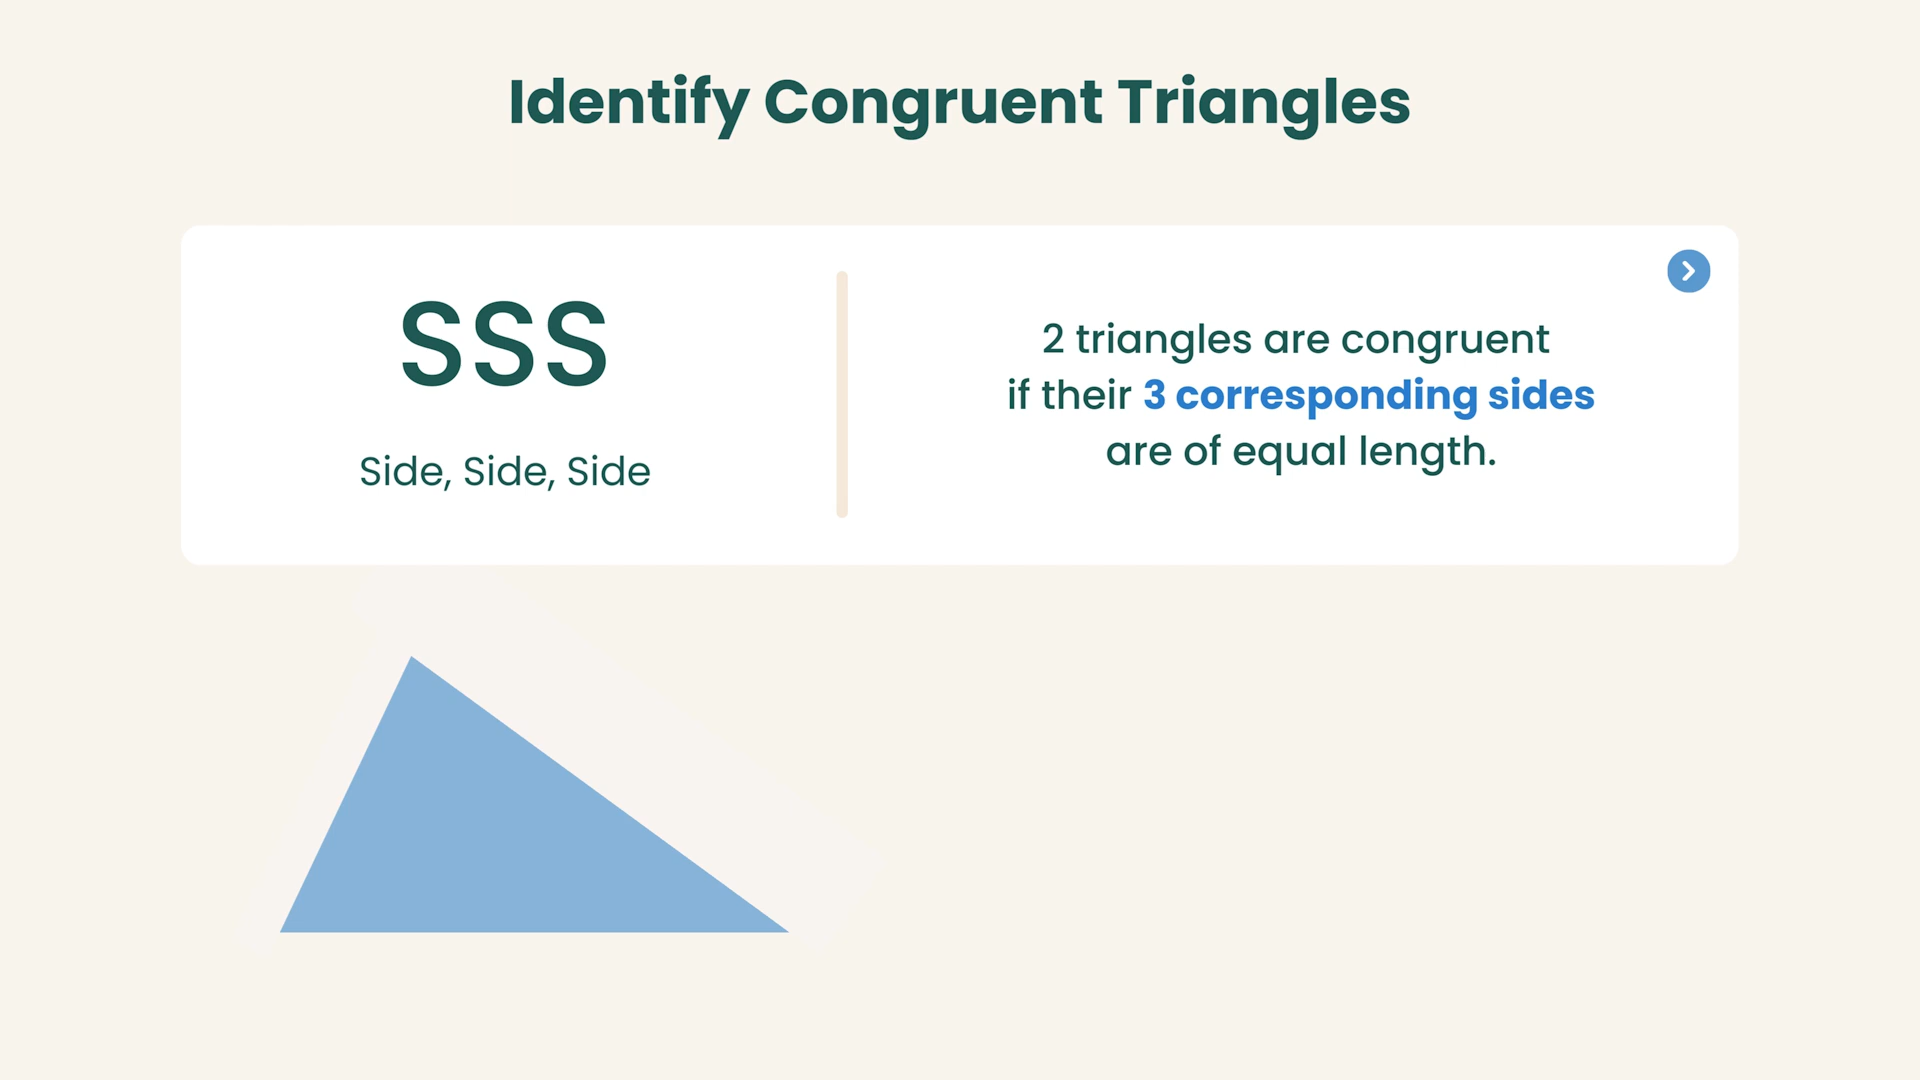 Identify Congruent Triangles
SSS
Side, Side, Side
2 triangles are congruent
if their 3 corresponding sides
are of equal length.